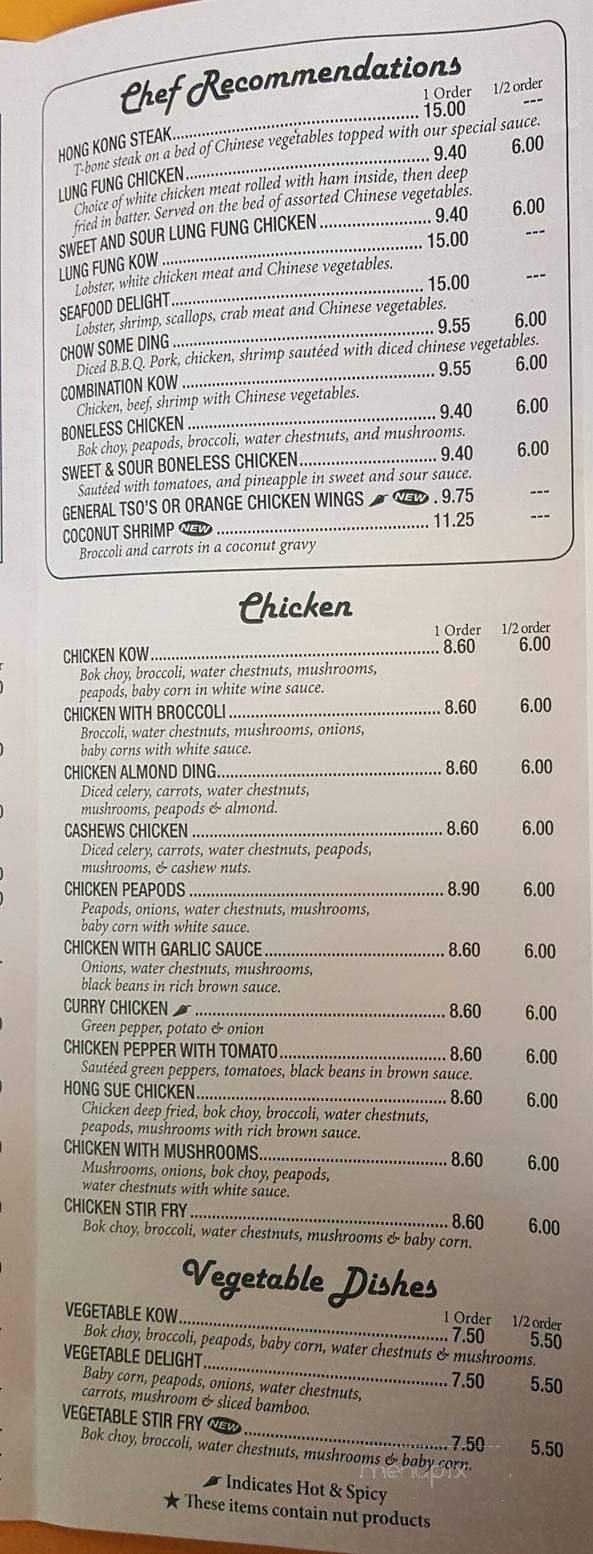 Chef Recommendations
1 Order 1/2 order
HONG KONG STEAK 15.00 ---
T-bone steak on a bed of Chinese vegetables topped with our special sauce.
LUNG FUNG CHICKEN 9.40 6.00
Choice of white chicken meat rolled with ham inside, then deep
fried in batter. Served on the bed of assorted Chinese vegetables.
SWEET AND SOUR LUNG FUNG CHICKEN 9.40 6.00
LUNG FUNG KOW 15.00 ---
Lobster, white chicken meat and Chinese vegetables.
SEAFOOD DELIGHT 15.00 ---
Lobster, shrimp, scallops, crab meat and Chinese vegetables.
CHOW SOME DING 9.55 6.00
Diced B.B.Q. Pork, chicken, shrimp sautéed with diced chinese vegetables.
COMBINATION KOW 9.55 6.00
Chicken, beef, shrimp with Chinese vegetables.
BONELESS CHICKEN 9.40 6.00
Bok choy, peapods, broccoli, water chestnuts, and mushrooms.
SWEET & SOUR BONELESS CHICKEN 9.40 6.00
Sautéed with tomatoes, and pineapple in sweet and sour sauce.
GENERAL TSO'S OR ORANGE CHICKEN WINGS NEW . 9.75 ---
COCONUT SHRIMP NEW 11.25 ---
Broccoli and carrots in a coconut gravy
Chicken
1 Order 1/2 order
CHICKEN KOW 8.60 6.00
Bok choy, broccoli, water chestnuts, mushrooms,
peapods, baby corn in white wine sauce.
CHICKEN WITH BROCCOLI 8.60 6.00
Broccoli, water chestnuts, mushrooms, onions,
baby corns with white sauce.
CHICKEN ALMOND DING 8.60 6.00
Diced celery, carrots, water chestnuts,
mushrooms, peapods & almond.
CASHEWS CHICKEN 8.60 6.00
Diced celery, carrots, water chestnuts, peapods,
mushrooms, & cashew nuts.
CHICKEN PEAPODS 8.90 6.00
Peapods, onions, water chestnuts, mushrooms,
baby corn with white sauce.
CHICKEN WITH GARLIC SAUCE 8.60 6.00
Onions, water chestnuts, mushrooms,
black beans in rich brown sauce.
CURRY CHICKEN 8.60 6.00
Green pepper, potato & onion
CHICKEN PEPPER WITH TOMATO 8.60 6.00
Sautéed green peppers, tomatoes, black beans in brown sauce.
HONG SUE CHICKEN 8.60 6.00
Chicken deep fried, bok choy, broccoli, water chestnuts,
peapods, mushrooms with rich brown sauce.
CHICKEN WITH MUSHROOMS 8.60 6.00
Mushrooms, onions, bok choy, peapods,
water chestnuts with white sauce.
CHICKEN STIR FRY 8.60 6.00
Bok choy, broccoli, water chestnuts, mushrooms & baby corn.
Vegetable Dishes
1 Order 1/2 order
VEGETABLE KOW 7.50 5.50
Bok choy, broccoli, peapods, baby corn, water chestnuts & mushrooms.
VEGETABLE DELIGHT 7.50 5.50
Baby corn, peapods, onions, water chestnuts,
carrots, mushroom & sliced bamboo.
VEGETABLE STIR FRY NEW 7.50 5.50
Bok choy, broccoli, water chestnuts, mushrooms & baby corn.
menupix
Indicates Hot & Spicy
★ These items contain nut products